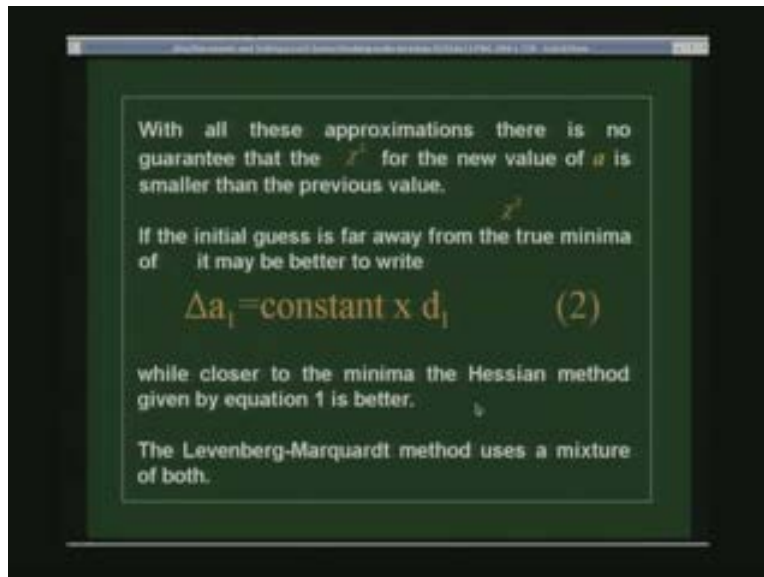 With all these approximations there is no
guarantee that the χ² for the new value of a is
smaller than the previous value.
χ²
If the initial guess is far away from the true minima
of it may be better to write
Δa₁=constant x d₁ (2)
while closer to the minima the Hessian method
given by equation 1 is better.
The Levenberg-Marquardt method uses a mixture
of both.